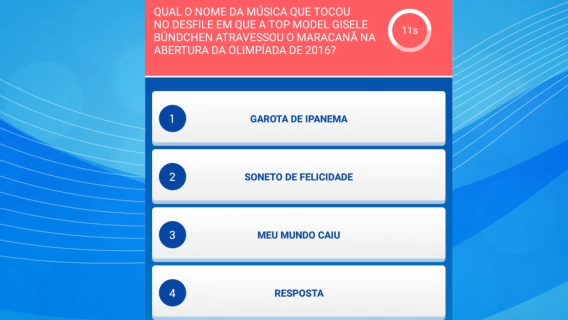 QUAL O NOME DA MÚSICA QUE TOCOU
NO DESFILE EM QUE A TOP MODEL GISELE
BÜNDCHEN ATRAVESSOU O MARACANÃ NA
ABERTURA DA OLIMPÍADA DE 2016?
11s
1 GAROTA DE IPANEMA
2 SONETO DE FELICIDADE
3 MEU MUNDO CAIU
4 RESPOSTA